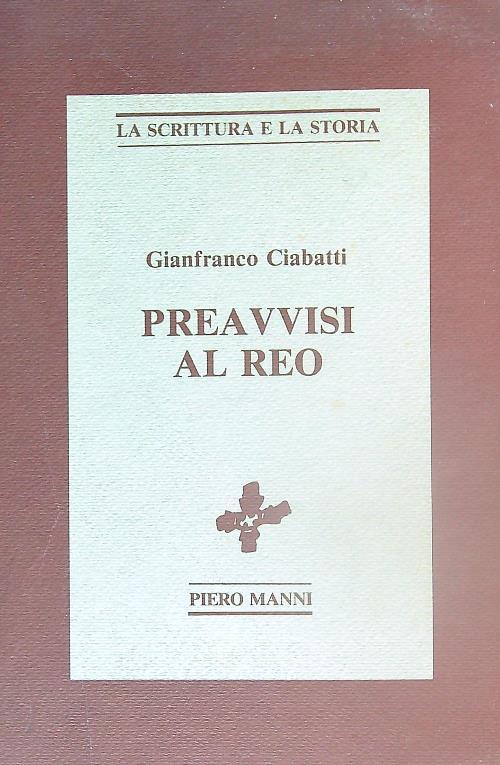 LA SCRITTURA E LA STORIA
Gianfranco Ciabatti
PREAVVISI
AL REO
PIERO MANNI